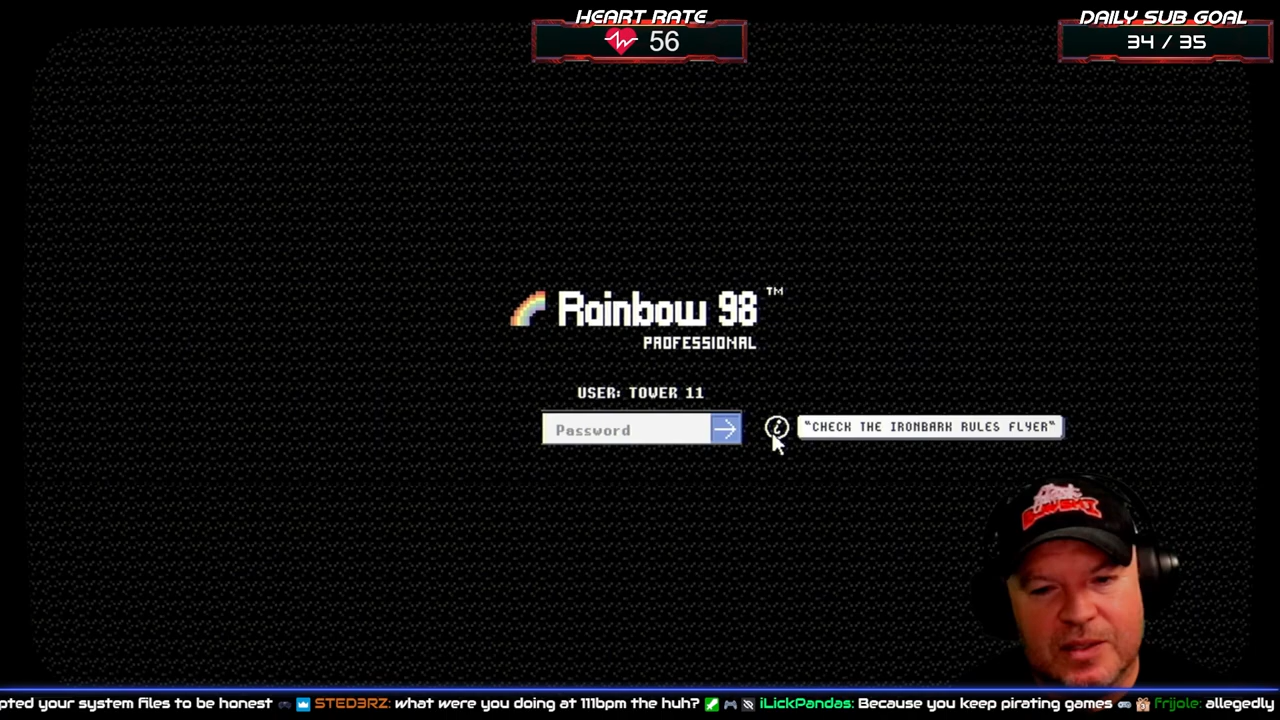 HEART RATE
56
DAILY SUB GOAL
34 / 35
Rainbow 98 ™
PROFESSIONAL
USER: TOWER 11
Password
"CHECK THE IRONBARK RULES FLYER"
pted your system files to be honest STED3RZ: what were you doing at 111bpm the huh? iLickPandas: Because you keep pirating games Frijole: allegedly